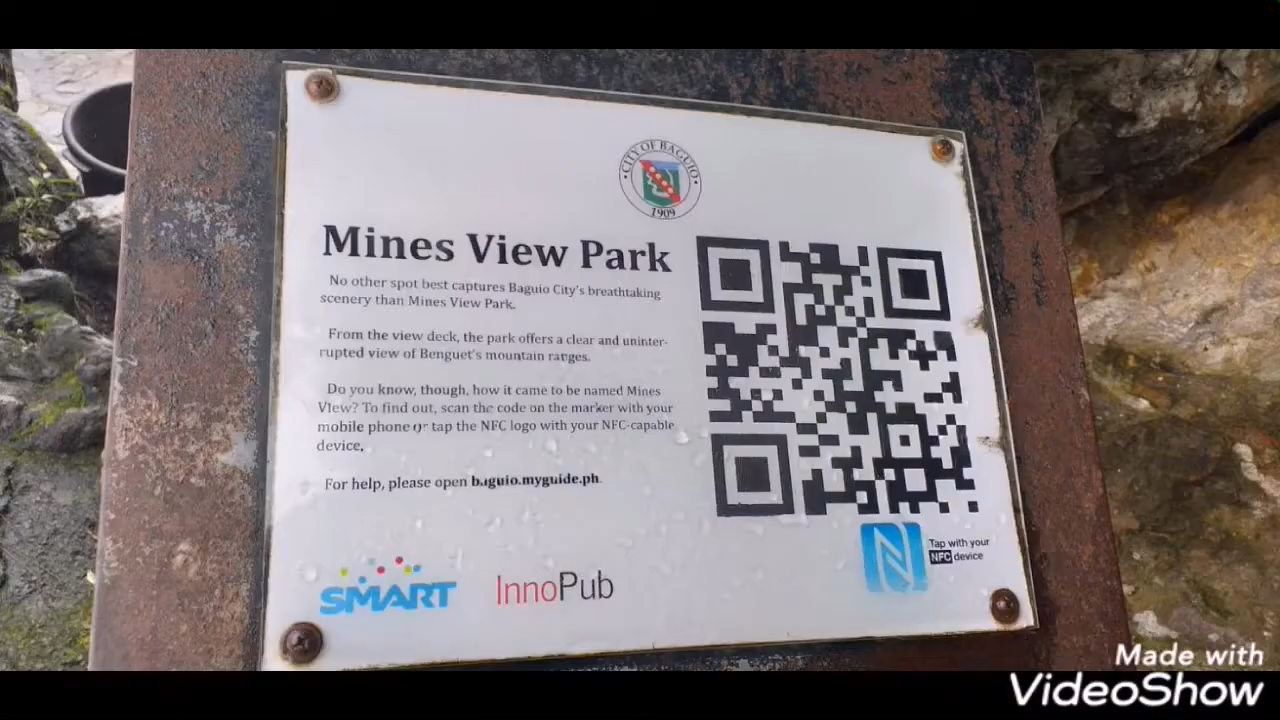 CITY OF BAGUIO
1909
Mines View Park
No other spot best captures Baguio City's breathtaking
scenery than Mines View Park.
From the view deck, the park offers a clear and uninter-
rupted view of Benguet's mountain ranges.
Do you know, though, how it came to be named Mines
VIew? To find out, scan the code on the marker with your
mobile phone or tap the NFC logo with your NFC-capable
device.
For help, please open baguio.myguide.ph.
Tap with your
NFC device
SMART
InnoPub
Made with
VideoShow